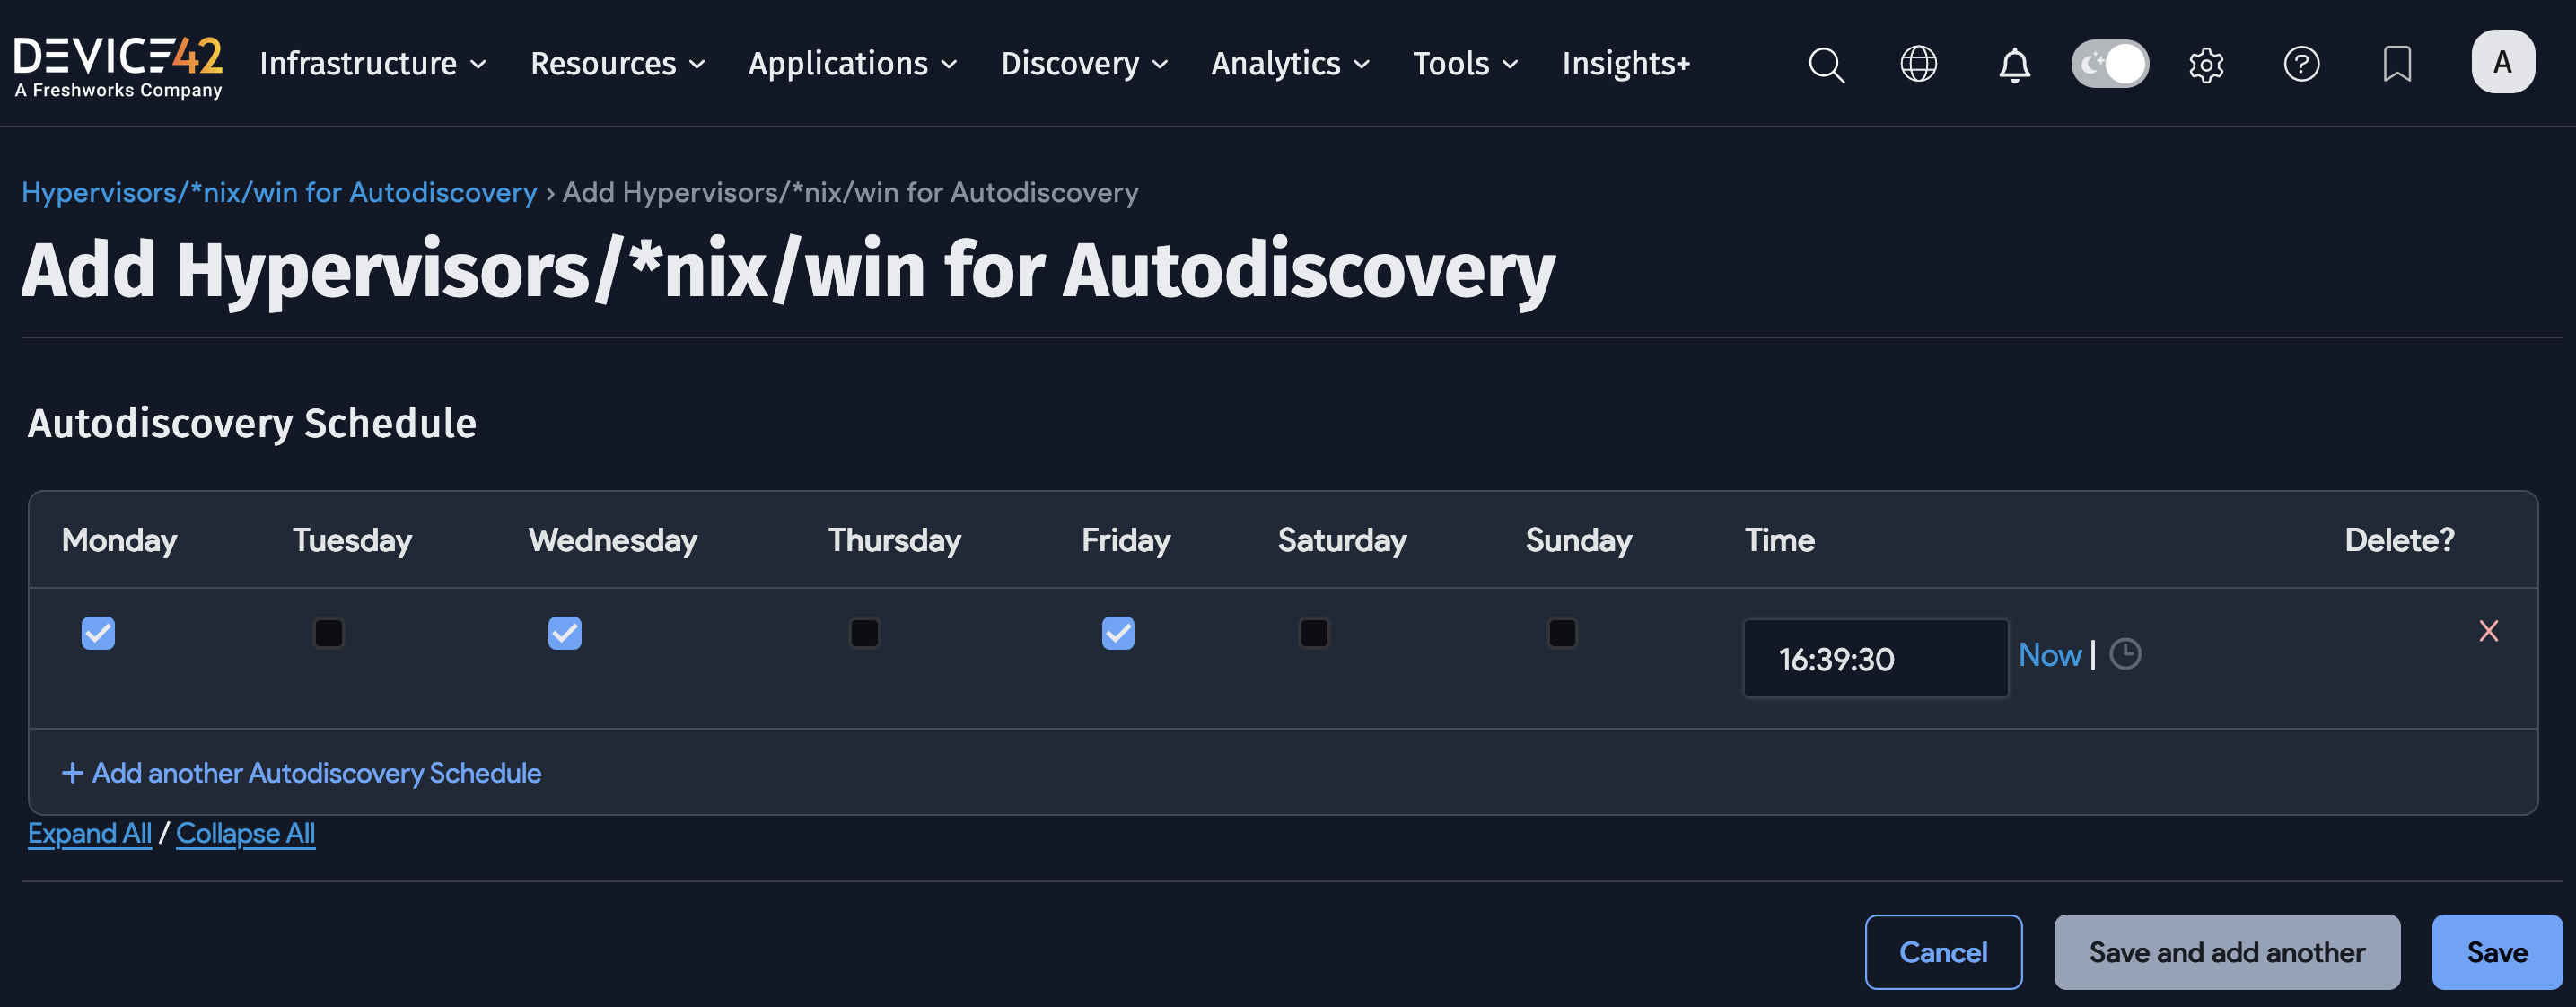 DEVICE42
A Freshworks Company
Infrastructure Resources Applications Discovery Analytics Tools Insights+
A
Hypervisors/*nix/win for Autodiscovery › Add Hypervisors/*nix/win for Autodiscovery
Add Hypervisors/*nix/win for Autodiscovery
Autodiscovery Schedule
Monday Tuesday Wednesday Thursday Friday Saturday Sunday Time Delete?
16:39:30 Now |
+ Add another Autodiscovery Schedule
Expand All / Collapse All
Cancel Save and add another Save